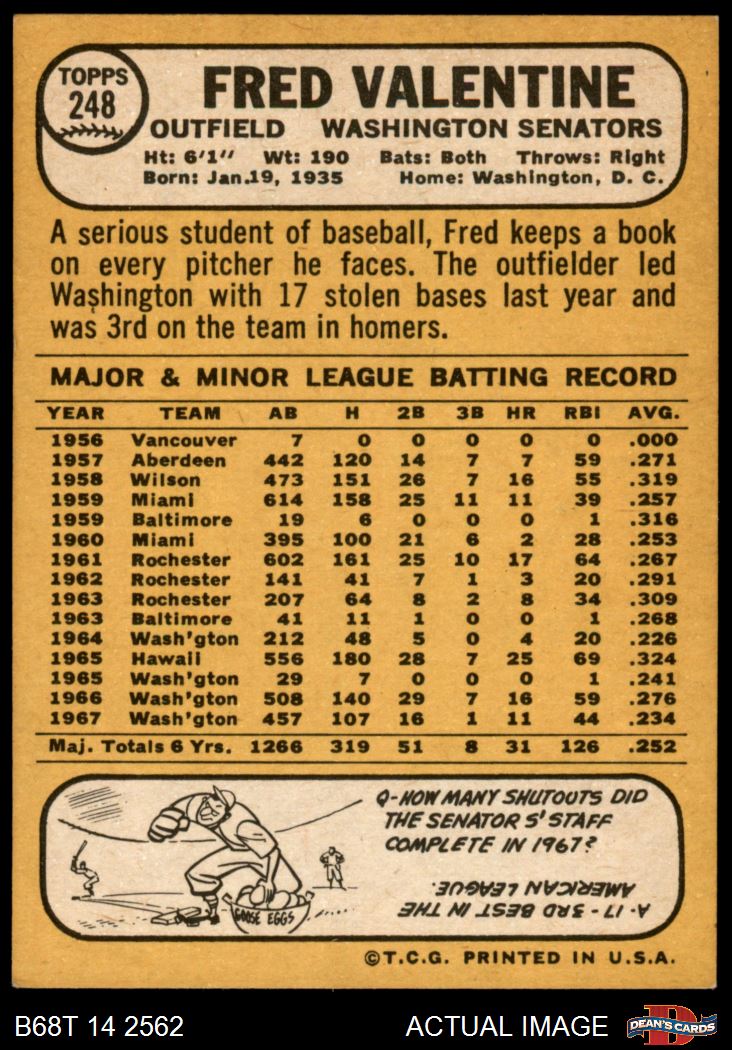 TOPPS
248
FRED VALENTINE
OUTFIELD WASHINGTON SENATORS
Ht: 6'1" Wt: 190 Bats: Both Throws: Right
Born: Jan.19, 1935 Home: Washington, D. C.
A serious student of baseball, Fred keeps a book
on every pitcher he faces. The outfielder led
Washington with 17 stolen bases last year and
was 3rd on the team in homers.
MAJOR & MINOR LEAGUE BATTING RECORD
YEAR TEAM AB H 2B 3B HR RBI AVG.
1956 Vancouver 7 0 0 0 0 0 .000
1957 Aberdeen 442 120 14 7 7 59 .271
1958 Wilson 473 151 26 7 16 55 .319
1959 Miami 614 158 25 11 11 39 .257
1959 Baltimore 19 6 0 0 0 1 .316
1960 Miami 395 100 21 6 2 28 .253
1961 Rochester 602 161 25 10 17 64 .267
1962 Rochester 141 41 7 1 3 20 .291
1963 Rochester 207 64 8 2 8 34 .309
1963 Baltimore 41 11 1 0 0 1 .268
1964 Wash'gton 212 48 5 0 4 20 .226
1965 Hawaii 556 180 28 7 25 69 .324
1965 Wash'gton 29 7 0 0 0 1 .241
1966 Wash'gton 508 140 29 7 16 59 .276
1967 Wash'gton 457 107 16 1 11 44 .234
Maj. Totals 6 Yrs. 1266 319 51 8 31 126 .252
Q-HOW MANY SHUTOUTS DID
THE SENATOR S' STAFF
COMPLETE IN 1967?
A-17 - 3RD BEST IN THE
AMERICAN LEAGUE.
GOOSE EGGS
©T.C.G. PRINTED IN U.S.A.
B68T 14 2562 ACTUAL IMAGE
D
DEAN'S CARDS